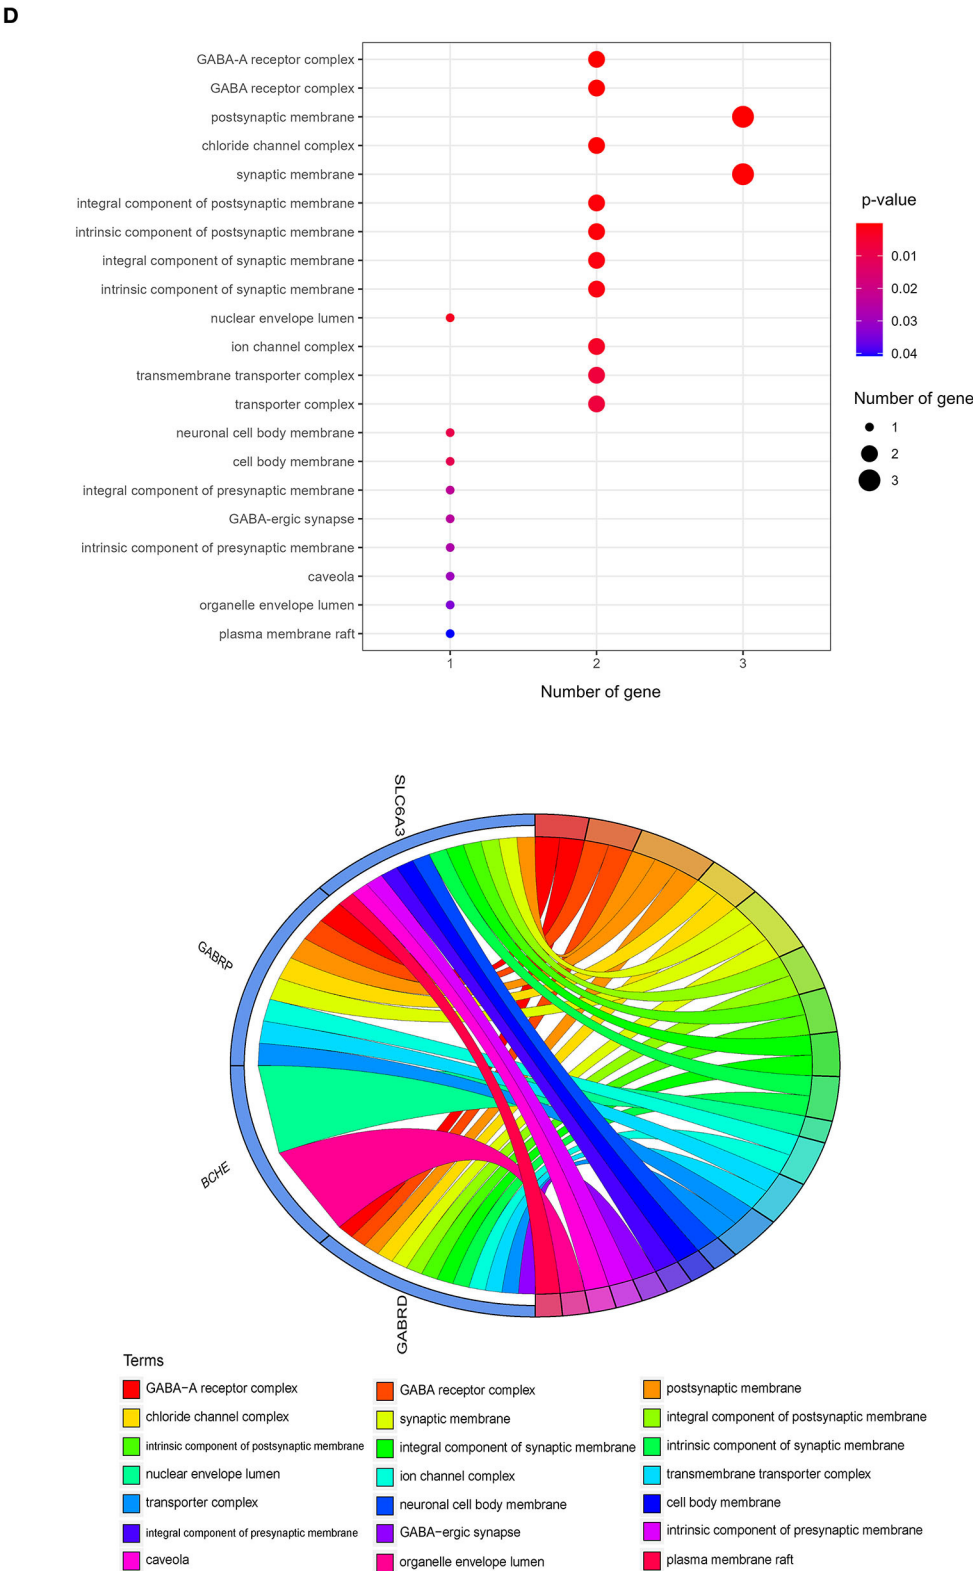 D
GABA-A receptor complex
GABA receptor complex
postsynaptic membrane
chloride channel complex
synaptic membrane
integral component of postsynaptic membrane
intrinsic component of postsynaptic membrane
integral component of synaptic membrane
intrinsic component of synaptic membrane
nuclear envelope lumen
ion channel complex
transmembrane transporter complex
transporter complex
neuronal cell body membrane
cell body membrane
integral component of presynaptic membrane
GABA-ergic synapse
intrinsic component of presynaptic membrane
caveola
organelle envelope lumen
plasma membrane raft
1 2 3
Number of gene
p-value
0.01
0.02
0.03
0.04
Number of gene
1
2
3
SLC6A3
GABRP
BCHE
GABRD
Terms
GABA−A receptor complex GABA receptor complex postsynaptic membrane
chloride channel complex synaptic membrane integral component of postsynaptic membrane
intrinsic component of postsynaptic membrane integral component of synaptic membrane intrinsic component of synaptic membrane
nuclear envelope lumen ion channel complex transmembrane transporter complex
transporter complex neuronal cell body membrane cell body membrane
integral component of presynaptic membrane GABA−ergic synapse intrinsic component of presynaptic membrane
caveola organelle envelope lumen plasma membrane raft